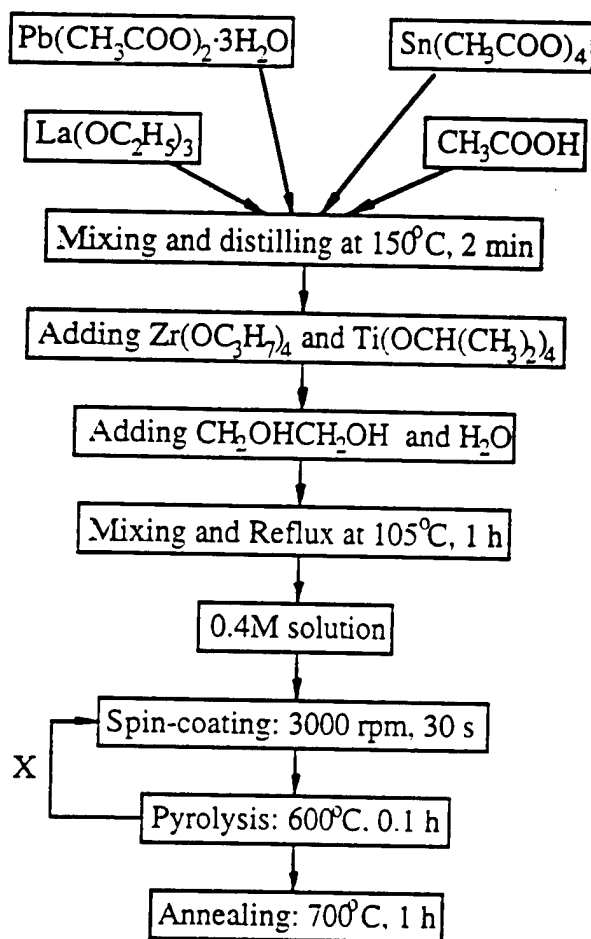 Pb(CH₃COO)₂·3H₂O
Sn(CH₃COO)₄
La(OC₂H₅)₃
CH₃COOH
Mixing and distilling at 150°C, 2 min
Adding Zr(OC₃H₇)₄ and Ti(OCH(CH₃)₂)₄
Adding CH₂OHCH₂OH and H₂O
Mixing and Reflux at 105°C, 1 h
0.4M solution
Spin-coating: 3000 rpm, 30 s
X
Pyrolysis: 600°C. 0.1 h
Annealing: 700°C, 1 h